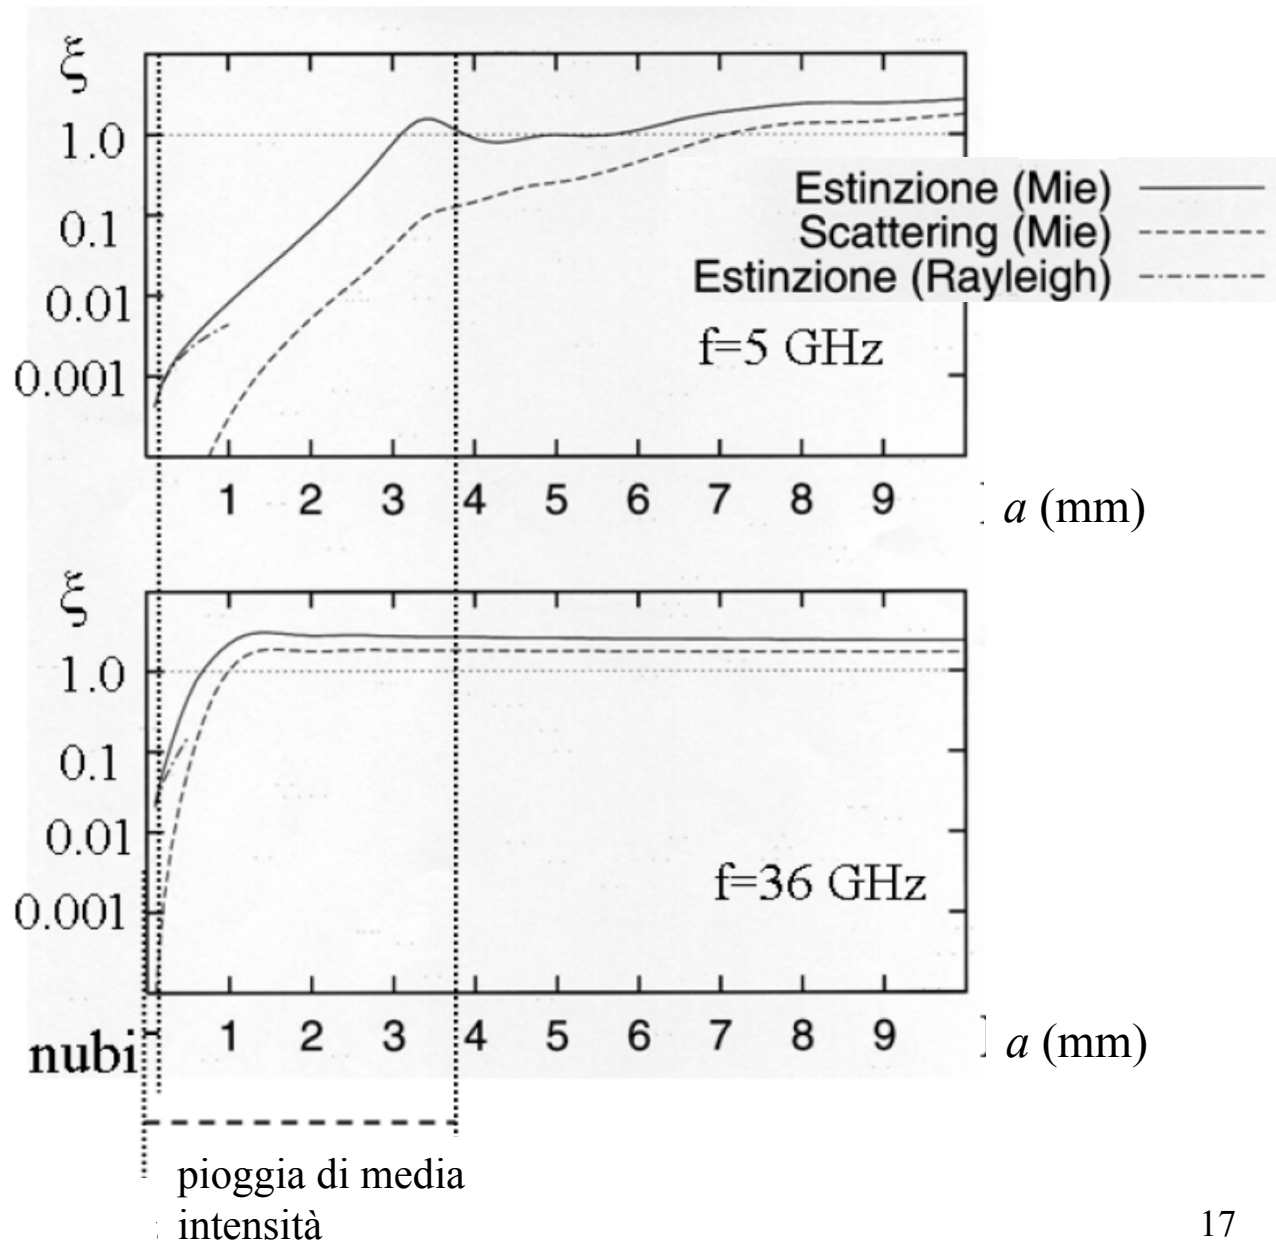 ξ
1.0
0.1
0.01
0.001
Estinzione (Mie)
Scattering (Mie)
Estinzione (Rayleigh)
f=5 GHz
1 2 3 4 5 6 7 8 9 a (mm)
ξ
1.0
0.1
0.01
0.001
f=36 GHz
nubi 1 2 3 4 5 6 7 8 9 a (mm)
pioggia di media
intensità
17